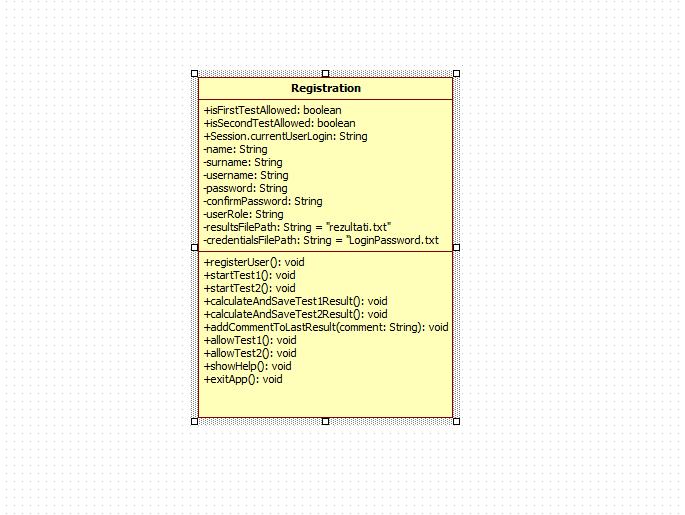 Registration
+isFirstTestAllowed: boolean
+isSecondTestAllowed: boolean
+Session.currentUserLogin: String
-name: String
-surname: String
-username: String
-password: String
-confirmPassword: String
-userRole: String
-resultsFilePath: String = "rezultati.txt"
-credentialsFilePath: String = "LoginPassword.txt
+registerUser(): void
+startTest1(): void
+startTest2(): void
+calculateAndSaveTest1Result(): void
+calculateAndSaveTest2Result(): void
+addCommentToLastResult(comment: String): void
+allowTest1(): void
+allowTest2(): void
+showHelp(): void
+exitApp(): void